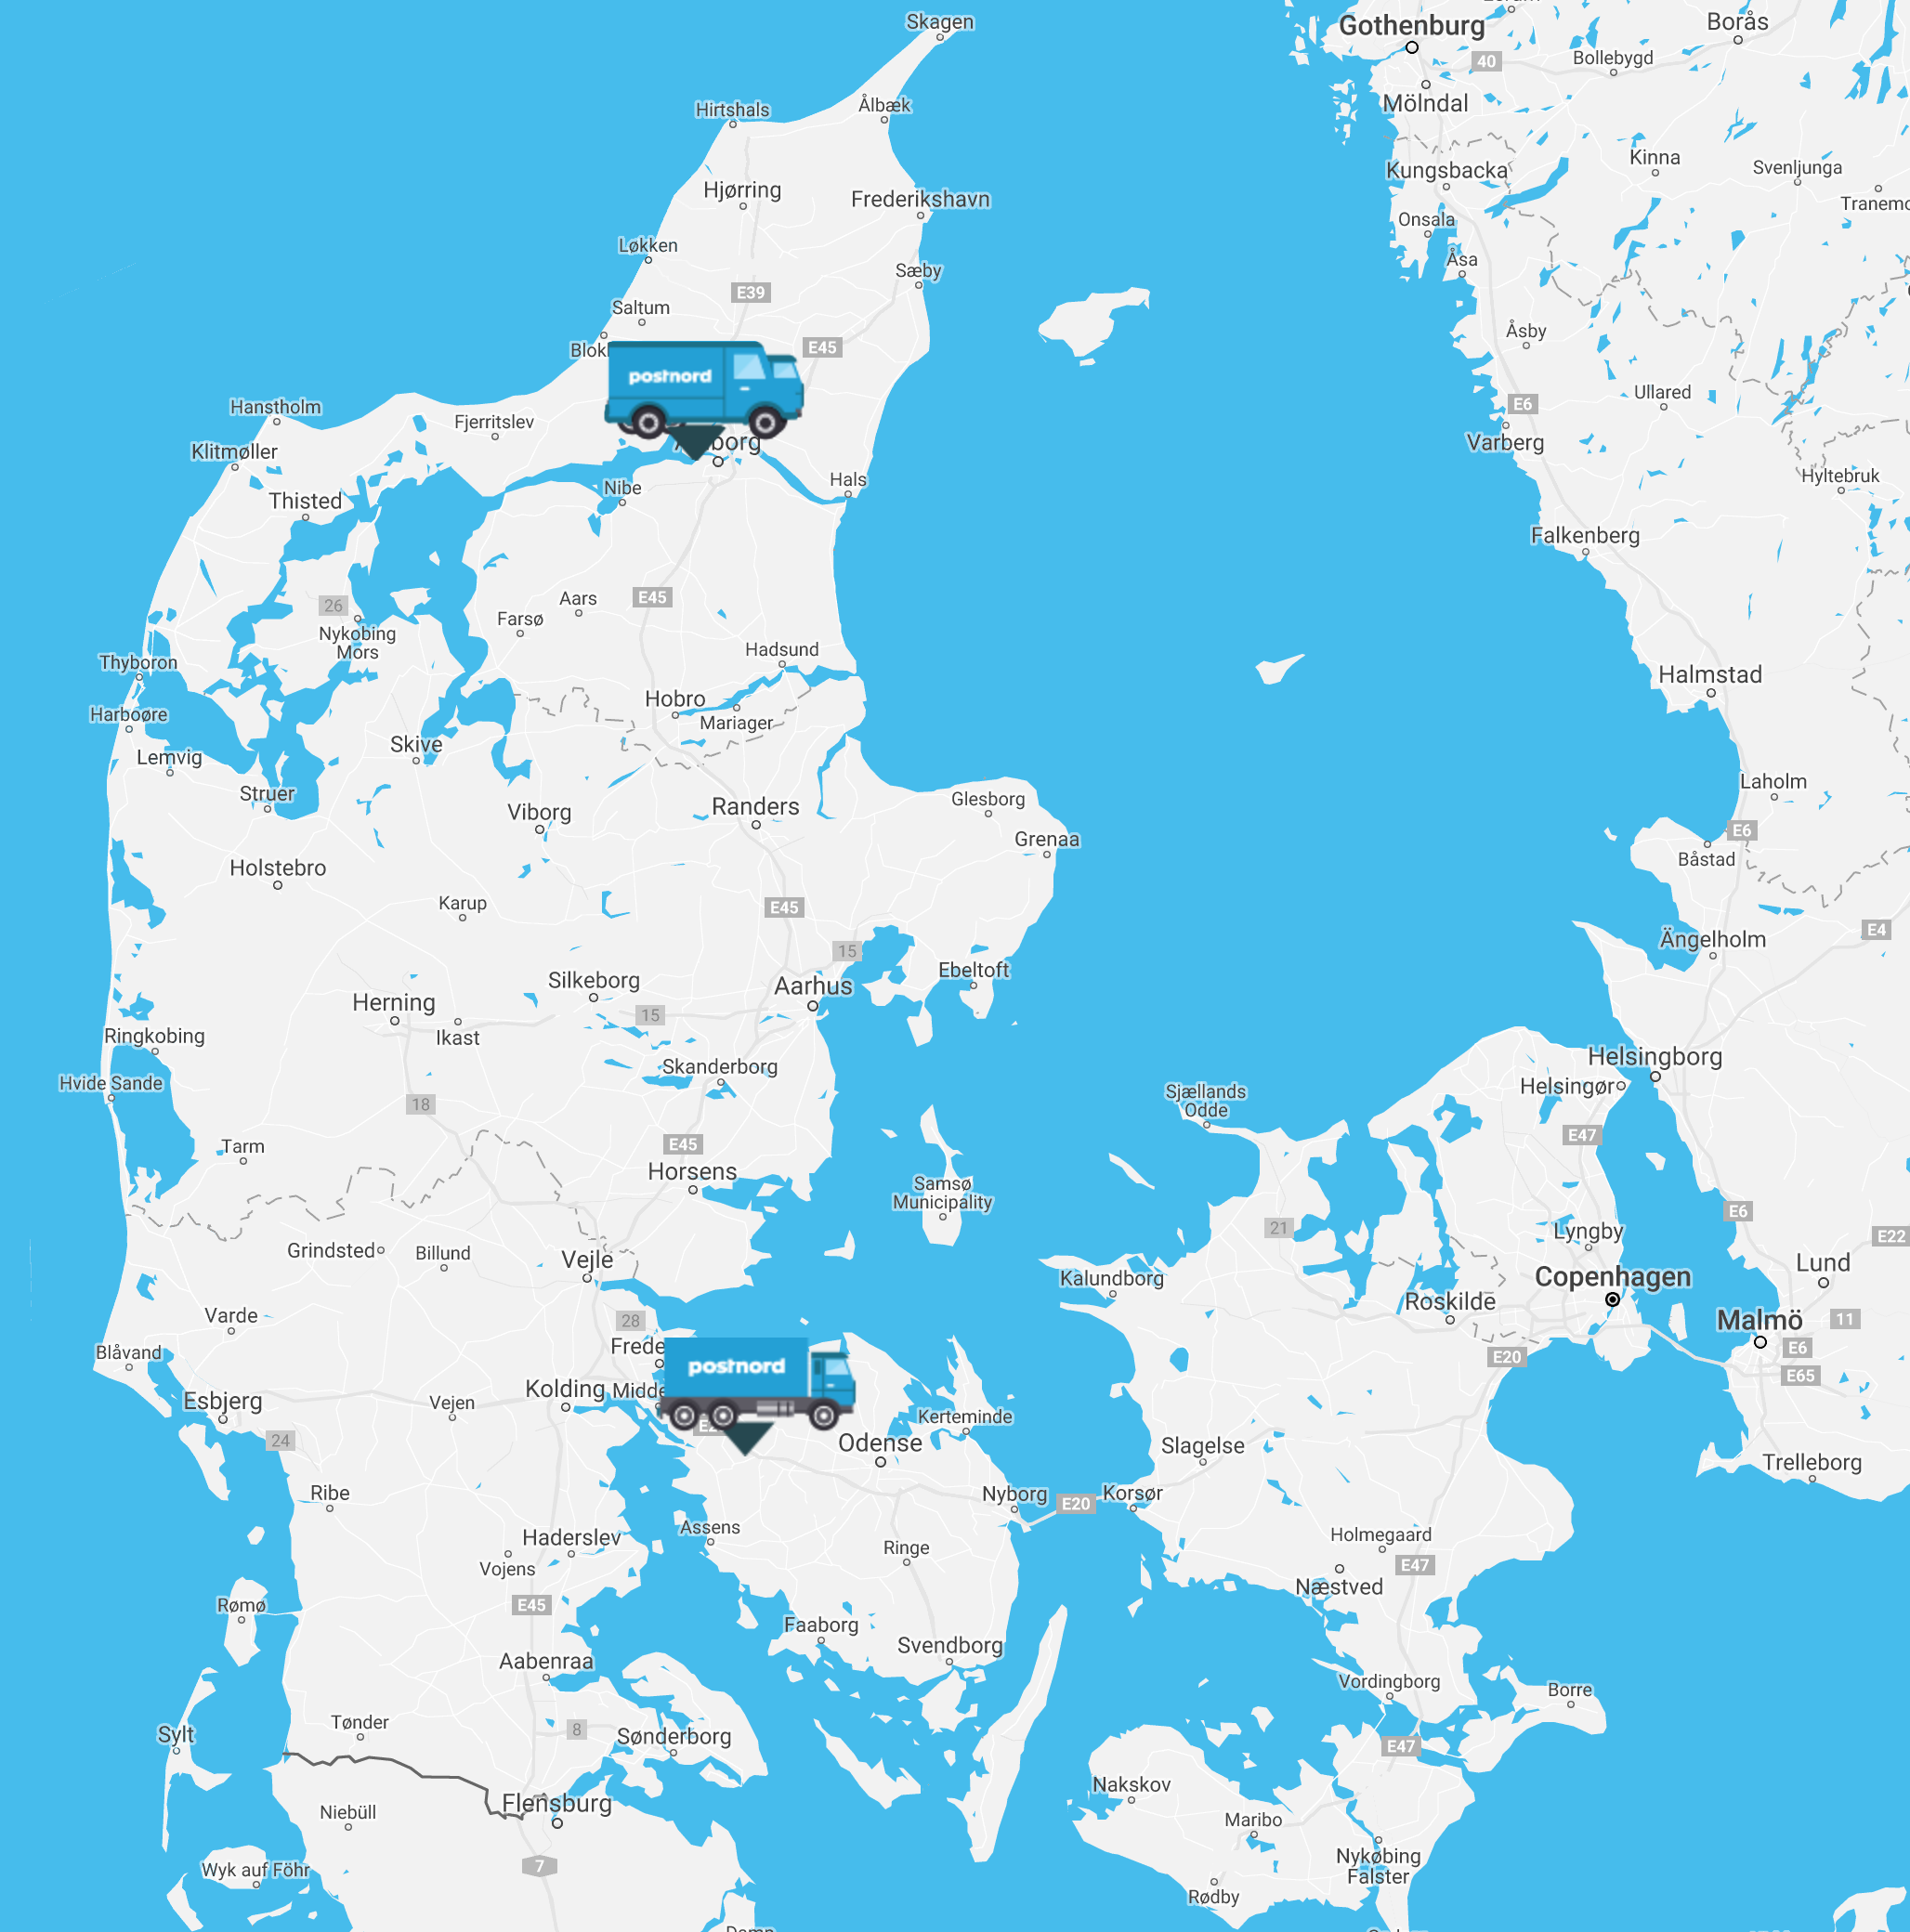 Skagen
Gothenburg
Borås
40
Bollebygd
Mölndal
Hirtshals
Ålbæk
Kinna
Svenljunga
Kungsbacka
Hjørring
Frederikshavn
Onsala
Løkken
Åsa
Sæby
E39
Saltum
Åsby
E45
postnord
Ullared
Hanstholm
Fjerritslev
E6
Klitmøller
Varberg
Hyltebruk
Nibe
Hals
Thisted
Falkenberg
Aars
E45
26
Farsø
Nykobing
Mors
Hadsund
Thyboron
Halmstad
Hobro
Harboøre
Mariager
Skive
Lemvig
Laholm
Struer
Glesborg
Randers
Viborg
E6
Grenaa
Båstad
Holstebro
Karup
E45
E4
Ängelholm
15
Ebeltoft
Silkeborg
Aarhus
Herning
15
Ringkobing
Ikast
Helsingborg
Skanderborg
Hvide Sande
Helsingør
Sjællands
Odde
18
E47
Tarm
E45
Horsens
Samsø
Municipality
E6
21
Lyngby
E22
Grindsted
Billund
Vejle
Lund
Kalundborg
Copenhagen
Roskilde
Varde
28
Malmö
11
E6
Blåvand
E20
postnord
E65
Kolding
Esbjerg
Vejen
Kerteminde
24
Odense
Slagelse
Trelleborg
Ribe
Nyborg
E20
Korsør
Assens
Haderslev
Holmegaard
Ringe
Vojens
E47
Næstved
Rømø
E45
Faaborg
Svendborg
Aabenraa
Vordingborg
Borre
Tønder
8
Sylt
Sønderborg
E47
Nakskov
Flensburg
Niebüll
Maribo
Nykøbing
Falster
7
Wyk auf Föhr
Rødby